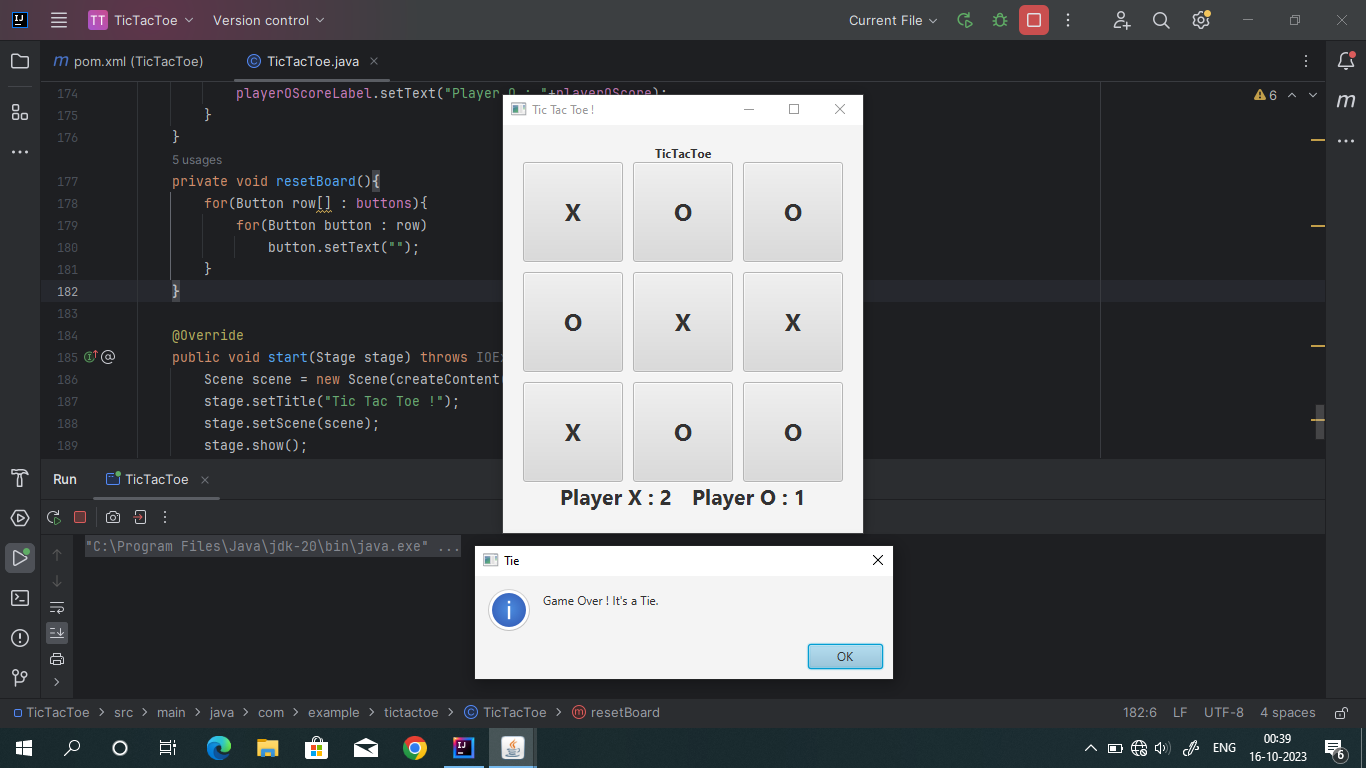 TT TicTacToe Version control Current File
pom.xml (TicTacToe) TicTacToe.java
174 playerOScoreLabel.setText("Player O : "+playerOScore);
175 }
176 }
5 usages
177 private void resetBoard(){
178 for(Button row[] : buttons){
179 for(Button button : row)
180 button.setText("");
181 }
182 }
183
184 @Override
185 public void start(Stage stage) throws
186 Scene scene = new Scene(createContent
187 stage.setTitle("Tic Tac Toe !");
188 stage.setScene(scene);
189 stage.show();
6
Tic Tac Toe !
TicTacToe
X O O
O X X
X O O
Player X : 2 Player O : 1
Run TicTacToe
"C:\Program Files\Java\jdk-20\bin\java.exe" ...
Tie
Game Over ! It's a Tie.
OK
TicTacToe > src > main > java > com > example > tictactoe > TicTacToe > resetBoard
182:6 LF UTF-8 4 spaces
ENG 00:39
16-10-2023
6